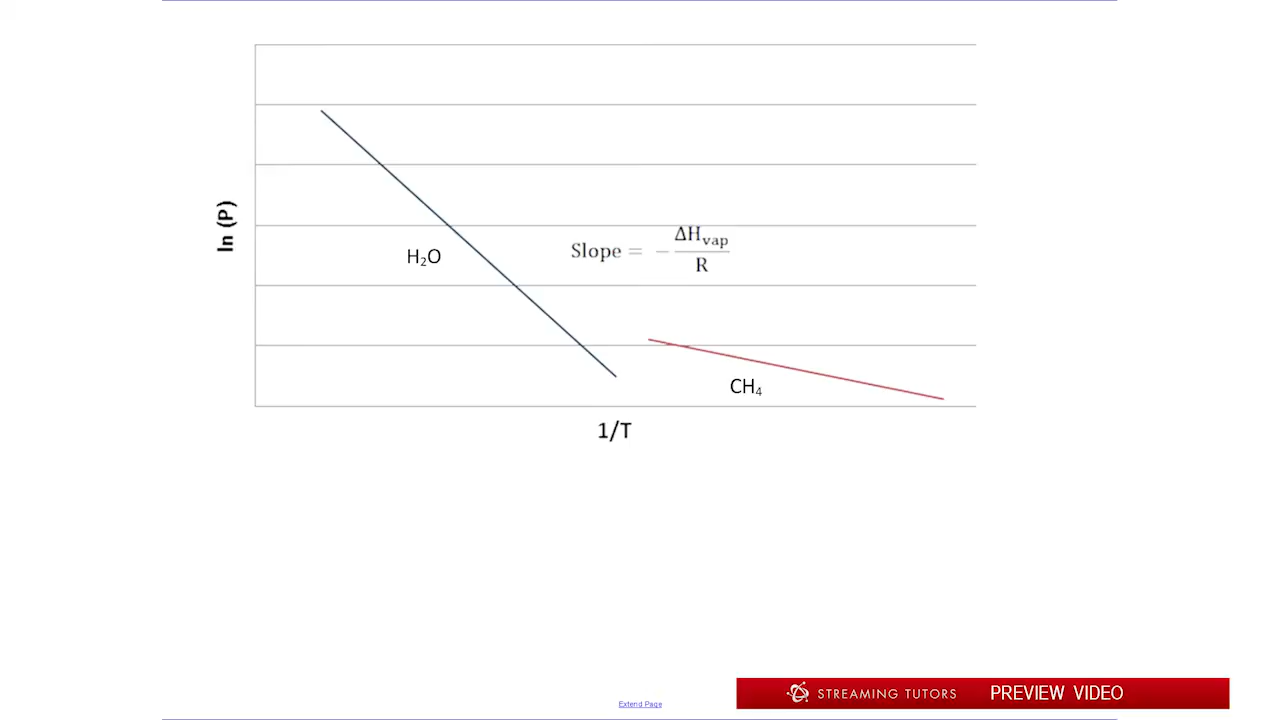 ln (P)
H₂O
Slope = − ΔHvap / R
CH₄
1/T
Extend Page
STREAMING TUTORS PREVIEW VIDEO